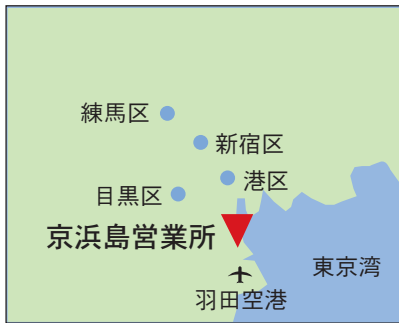 練馬区
新宿区
港区
目黒区
京浜島営業所
東京湾
羽田空港